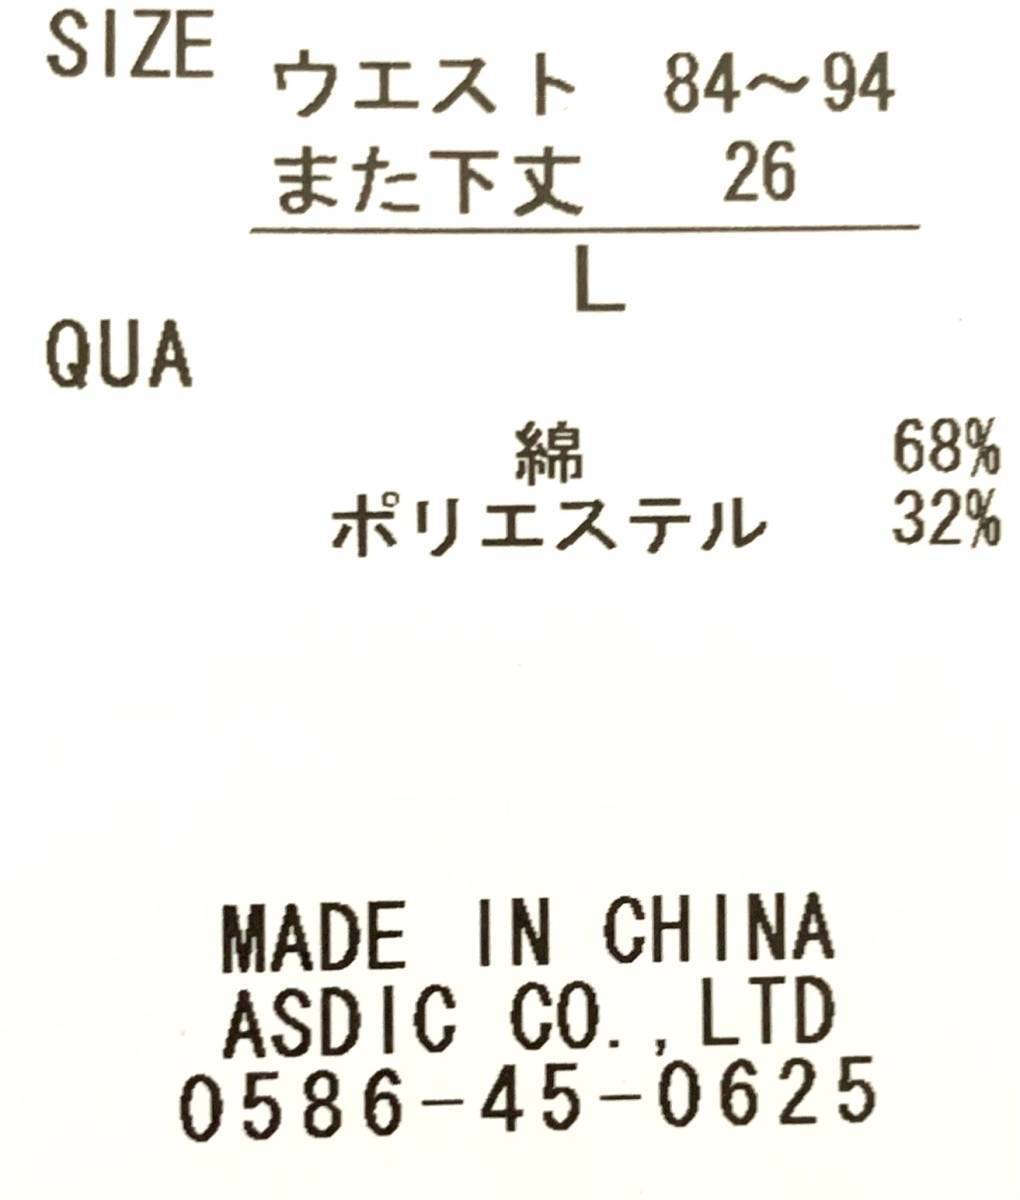 SIZE ウエスト 84～94
また下丈 26
L
QUA
綿 68%
ポリエステル 32%
MADE IN CHINA
ASDIC CO.,LTD
0586-45-0625